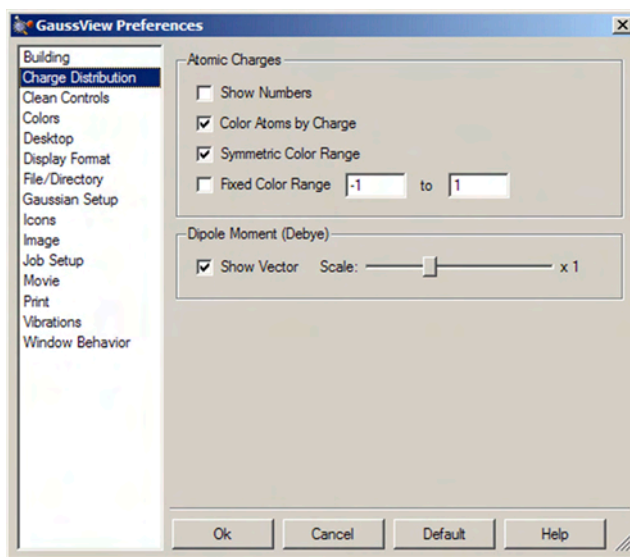 GaussView Preferences
Building
Charge Distribution
Clean Controls
Colors
Desktop
Display Format
File/Directory
Gaussian Setup
Icons
Image
Job Setup
Movie
Print
Vibrations
Window Behavior
Atomic Charges
Show Numbers
Color Atoms by Charge
Symmetric Color Range
Fixed Color Range -1 to 1
Dipole Moment (Debye)
Show Vector Scale: x 1
Ok Cancel Default Help